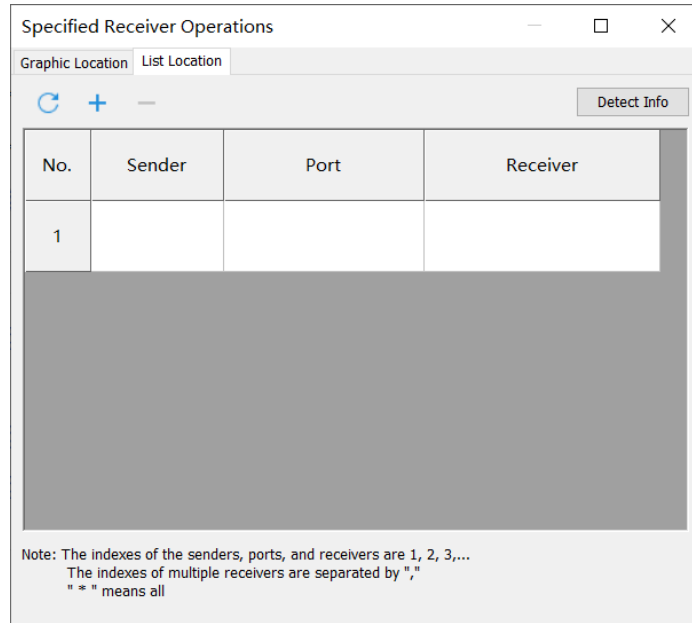 Specified Receiver Operations
Graphic Location List Location
Detect Info
No. Sender Port Receiver
1
Note: The indexes of the senders, ports, and receivers are 1, 2, 3,...
The indexes of multiple receivers are separated by ","
" * " means all